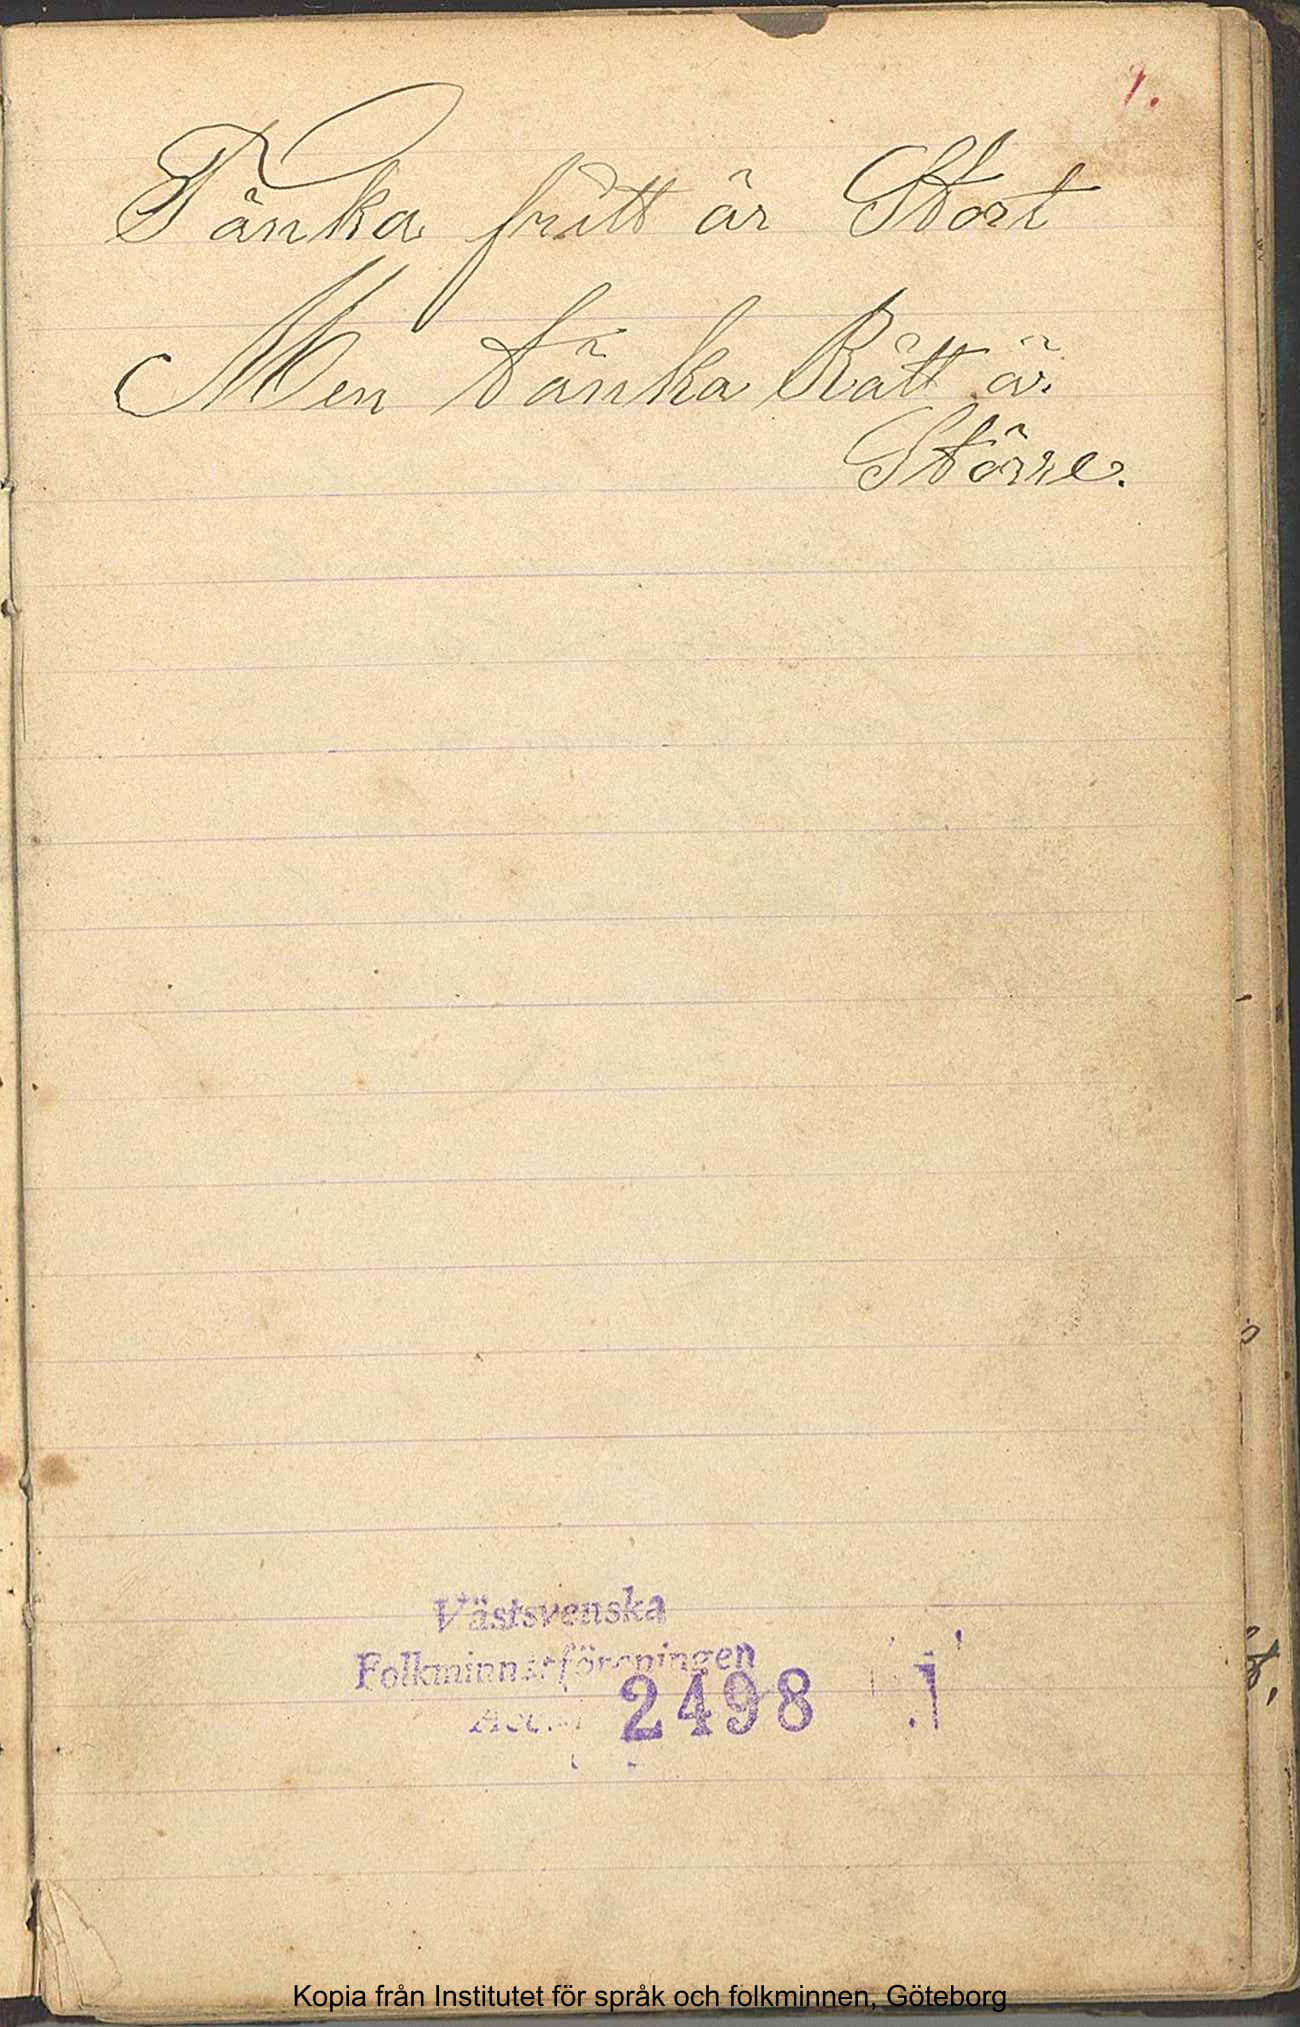 1.
Tänka fritt är Stort
Men tänka Rätt är
Större.
Västsvenska
Folkminnesföreningen
2498
Kopia från Institutet för språk och folkminnen, Göteborg